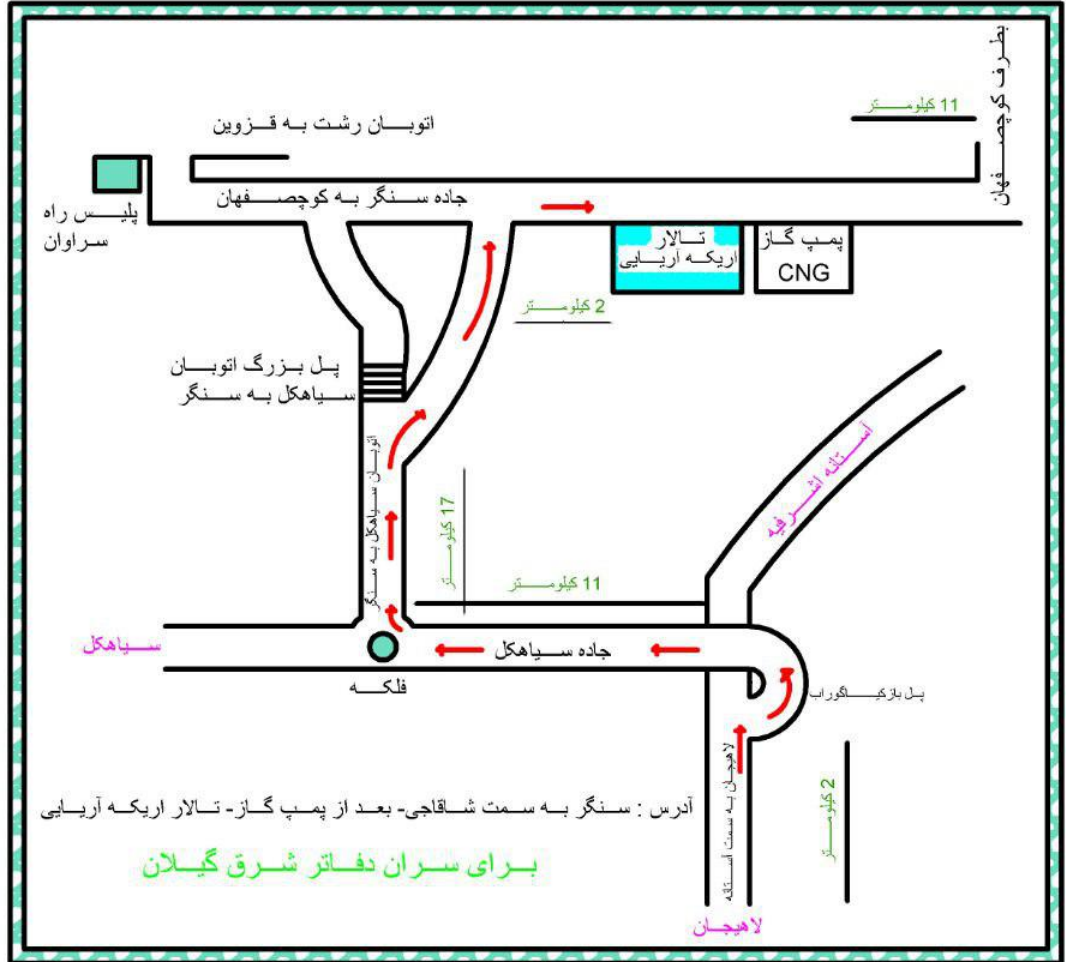 بطرف کوچصفهان
11 کیلومتر
اتوبان رشت به قزوین
جاده سنگر به کوچصفهان
پلیس راه
سراوان
تالار
اریکه آریایی
پمپ گاز
CNG
2 کیلومتر
پل بزرگ اتوبان
سیاهکل به سنگر
اتوبان سیاهکل به سنگر
17 کیلومتر
آستانه اشرفیه
11 کیلومتر
سیاهکل
جاده سیاهکل
فلکه
پل بازکیاگوراب
لاهیجان به سمت آستانه
2 کیلومتر
آدرس : سنگر به سمت شاقاجی- بعد از پمپ گاز- تالار اریکه آریایی
برای سران دفاتر شرق گیلان
لاهیجان